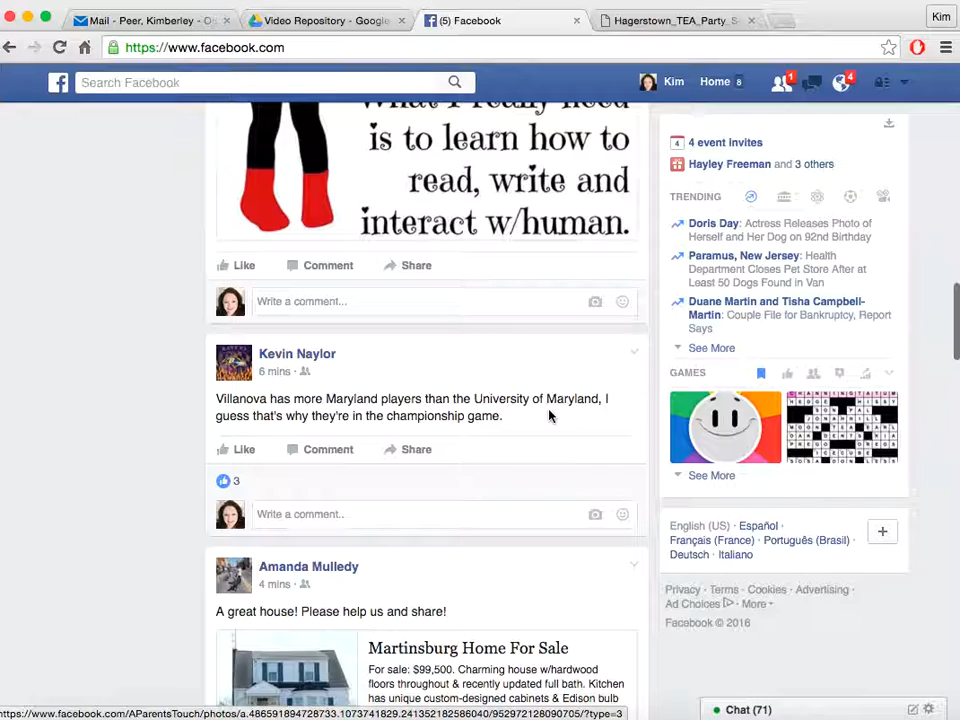 Mail - Peer, Kimberley - O
Video Repository - Google
(5) Facebook
Hagerstown_TEA_Party_S
Kim
https://www.facebook.com
Search Facebook
Kim
Home 8
1
4
What I really need
is to learn how to
read, write and
interact w/human.
Like
Comment
Share
Write a comment...
Kevin Naylor
6 mins ·
Villanova has more Maryland players than the University of Maryland, I
guess that's why they're in the championship game.
Like
Comment
Share
3
Write a comment..
Amanda Mulledy
4 mins ·
A great house! Please help us and share!
Martinsburg Home For Sale
For sale: $99,500. Charming house w/hardwood
floors throughout & recently updated full bath. Kitchen
has unique custom-designed cabinets & Edison bulb
4
4 event invites
Hayley Freeman and 3 others
TRENDING
Doris Day: Actress Releases Photo of
Herself and Her Dog on 92nd Birthday
Paramus, New Jersey: Health
Department Closes Pet Store After at
Least 50 Dogs Found in Van
Duane Martin and Tisha Campbell-
Martin: Couple File for Bankruptcy, Report
Says
See More
GAMES
See More
English (US) · Español ·
Français (France) · Português (Brasil) ·
Deutsch · Italiano
Privacy · Terms · Cookies · Advertising ·
Ad Choices · More
Facebook © 2016
Chat (71)
https://www.facebook.com/AParentsTouch/photos/a.486591894728733.1073741829.241352182586040/952972128090705/?type=3